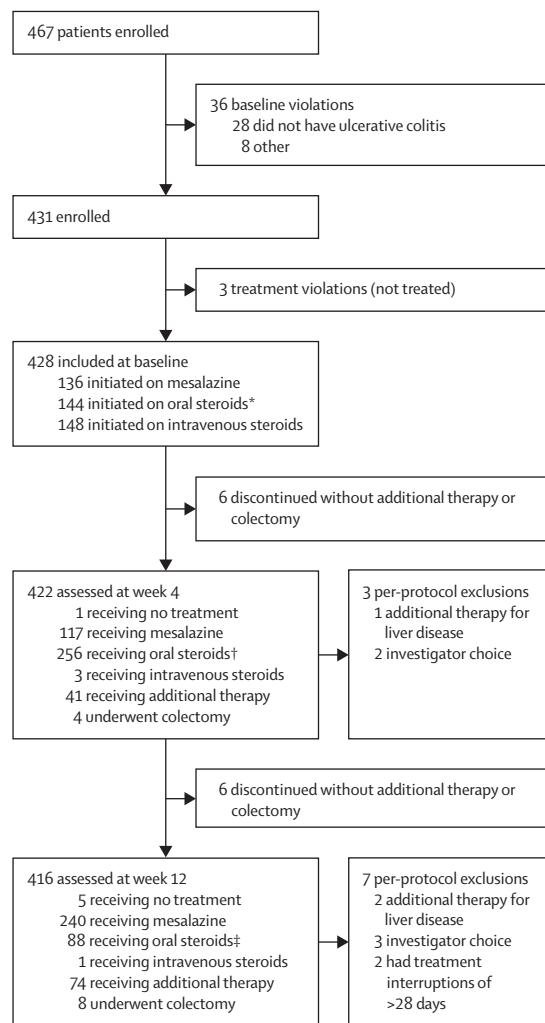 467 patients enrolled
36 baseline violations
28 did not have ulcerative colitis
8 other
431 enrolled
3 treatment violations (not treated)
428 included at baseline
136 initiated on mesalazine
144 initiated on oral steroids*
148 initiated on intravenous steroids
6 discontinued without additional therapy or
colectomy
422 assessed at week 4
1 receiving no treatment
117 receiving mesalazine
256 receiving oral steroids†
3 receiving intravenous steroids
41 receiving additional therapy
4 underwent colectomy
3 per-protocol exclusions
1 additional therapy for
liver disease
2 investigator choice
6 discontinued without additional therapy or
colectomy
416 assessed at week 12
5 receiving no treatment
240 receiving mesalazine
88 receiving oral steroids‡
1 receiving intravenous steroids
74 receiving additional therapy
8 underwent colectomy
7 per-protocol exclusions
2 additional therapy for
liver disease
3 investigator choice
2 had treatment
interruptions of
>28 days